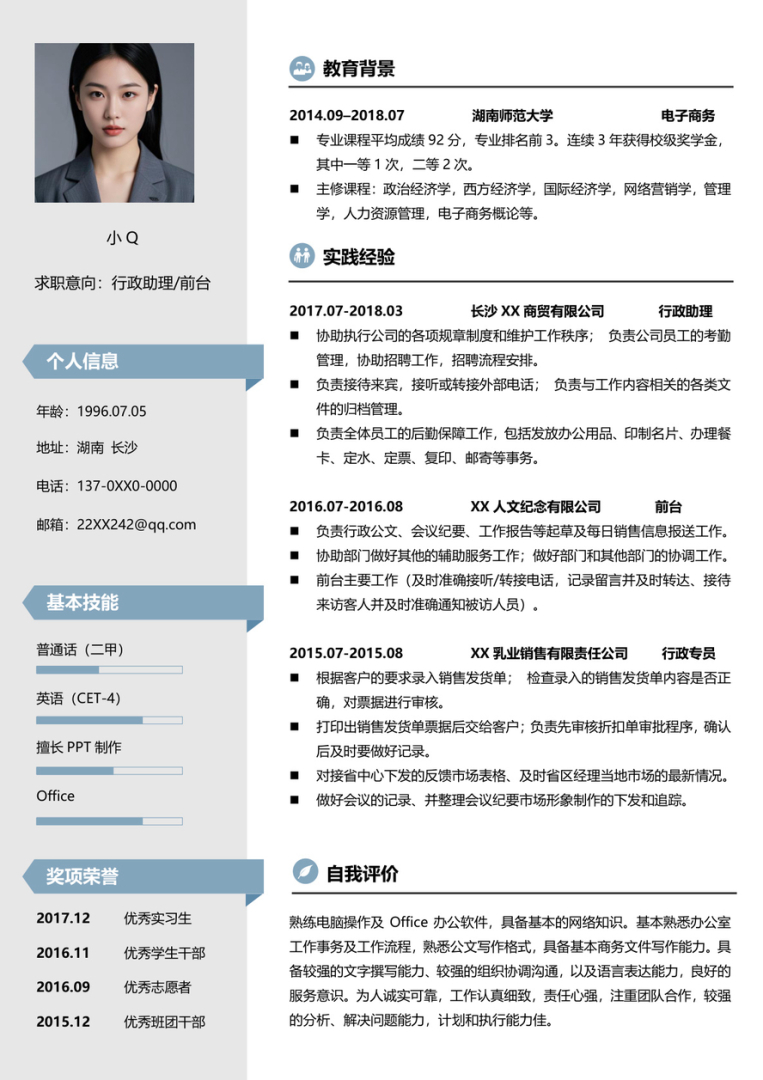 小 Q
求职意向：行政助理/前台
个人信息
年龄：1996.07.05
地址：湖南 长沙
电话：137-0XX0-0000
邮箱：22XX242@qq.com
基本技能
普通话（二甲）
英语（CET-4）
擅长 PPT 制作
Office
奖项荣誉
2017.12 优秀实习生
2016.11 优秀学生干部
2016.09 优秀志愿者
2015.12 优秀班团干部
教育背景
2014.09–2018.07 湖南师范大学 电子商务
■ 专业课程平均成绩 92 分，专业排名前 3。连续 3 年获得校级奖学金，
其中一等 1 次，二等 2 次。
■ 主修课程：政治经济学，西方经济学，国际经济学，网络营销学，管理
学，人力资源管理，电子商务概论等。
实践经验
2017.07-2018.03 长沙 XX 商贸有限公司 行政助理
■ 协助执行公司的各项规章制度和维护工作秩序； 负责公司员工的考勤
管理，协助招聘工作，招聘流程安排。
■ 负责接待来宾，接听或转接外部电话； 负责与工作内容相关的各类文
件的归档管理。
■ 负责全体员工的后勤保障工作，包括发放办公用品、印制名片、办理餐
卡、定水、定票、复印、邮寄等事务。
2016.07-2016.08 XX 人文纪念有限公司 前台
■ 负责行政公文、会议纪要、工作报告等起草及每日销售信息报送工作。
■ 协助部门做好其他的辅助服务工作；做好部门和其他部门的协调工作。
■ 前台主要工作（及时准确接听/转接电话，记录留言并及时转达、接待
来访客人并及时准确通知被访人员）。
2015.07-2015.08 XX 乳业销售有限责任公司 行政专员
■ 根据客户的要求录入销售发货单； 检查录入的销售发货单内容是否正
确，对票据进行审核。
■ 打印出销售发货单票据后交给客户；负责先审核折扣单审批程序，确认
后及时要做好记录。
■ 对接省中心下发的反馈市场表格、及时省区经理当地市场的最新情况。
■ 做好会议的记录、并整理会议纪要市场形象制作的下发和追踪。
自我评价
熟练电脑操作及 Office 办公软件，具备基本的网络知识。基本熟悉办公室
工作事务及工作流程，熟悉公文写作格式，具备基本商务文件写作能力。具
备较强的文字撰写能力、较强的组织协调沟通，以及语言表达能力，良好的
服务意识。为人诚实可靠，工作认真细致，责任心强，注重团队合作，较强
的分析、解决问题能力，计划和执行能力佳。